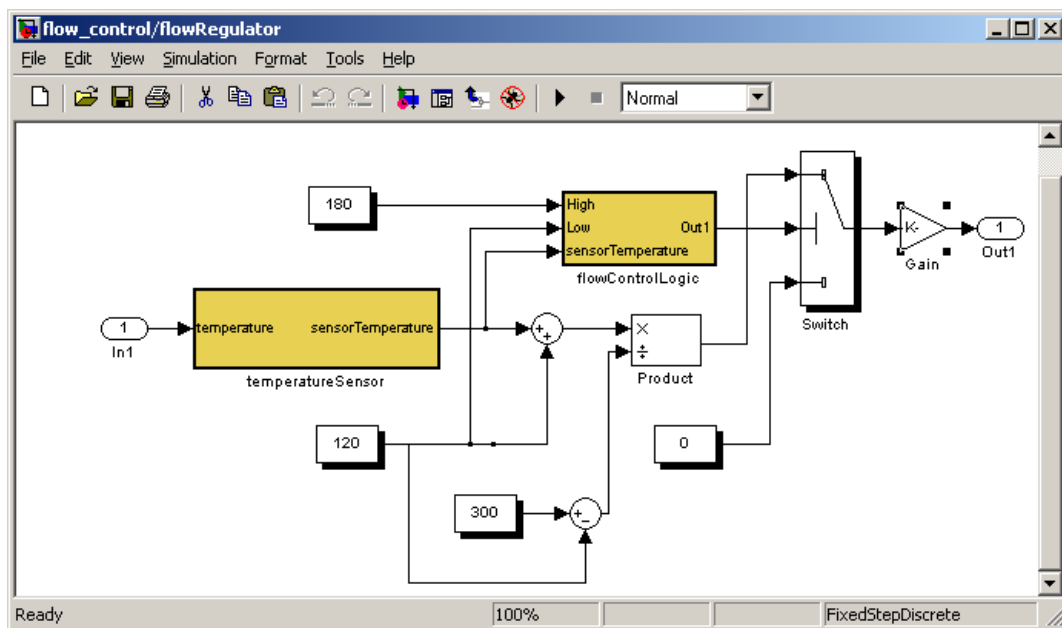 flow_control/flowRegulator
File Edit View Simulation Format Tools Help
Normal
180
High
Low Out1
sensorTemperature
flowControlLogic
K-
Gain
1
Out1
Switch
1
In1
temperature sensorTemperature
temperatureSensor
+
+
×
÷
Product
120
0
300
+
-
Ready 100% FixedStepDiscrete